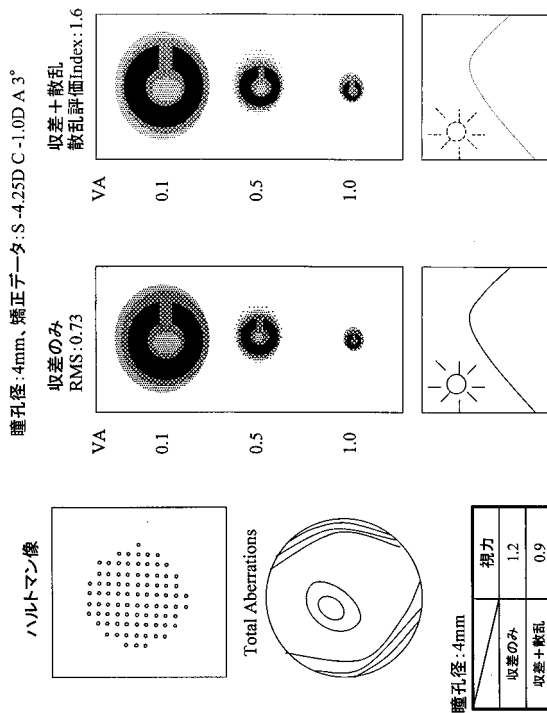 瞳孔径:4mm、矯正データ:S -4.25D C -1.0D A 3°
ハルトマン像
Total Aberrations
瞳孔径:4mm
視力
収差のみ
1.2
収差+散乱
0.9
収差のみ
RMS:0.73
VA
0.1
0.5
1.0
収差+散乱
散乱評価Index:1.6
VA
0.1
0.5
1.0